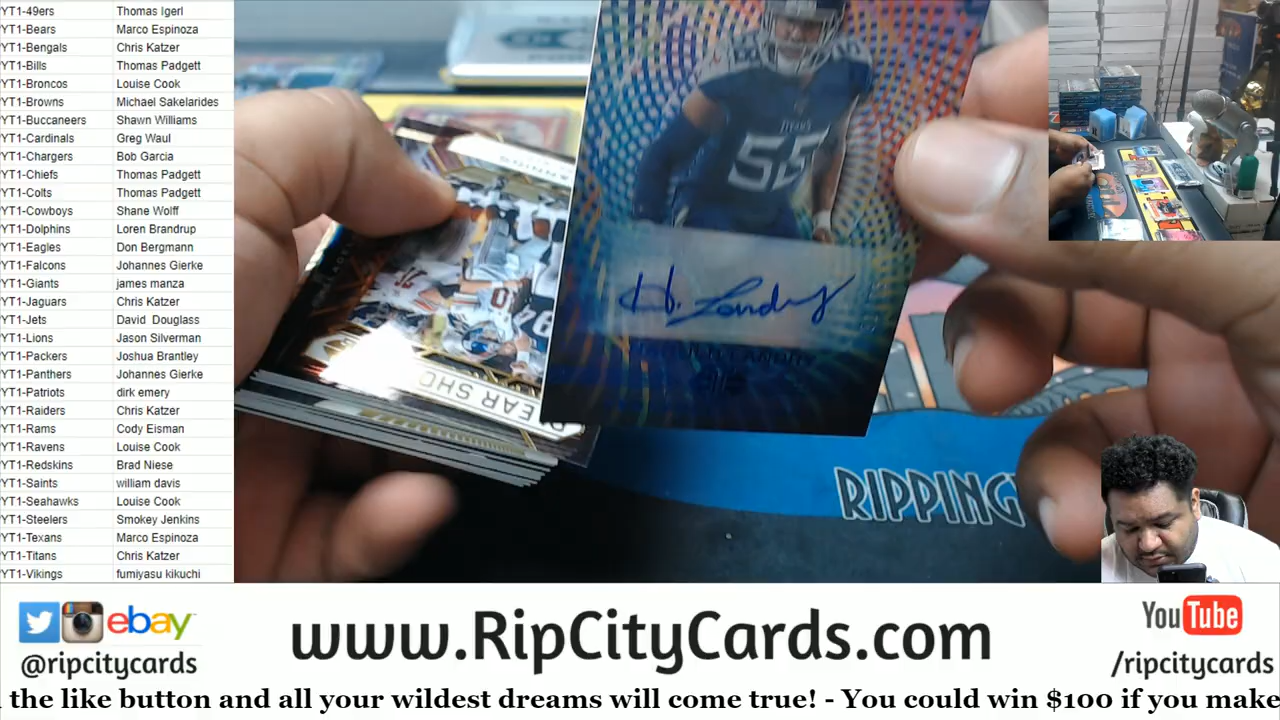 YT1-49ers Thomas Igerl
YT1-Bears Marco Espinoza
YT1-Bengals Chris Katzer
YT1-Bills Thomas Padgett
YT1-Broncos Louise Cook
YT1-Browns Michael Sakelarides
YT1-Buccaneers Shawn Williams
YT1-Cardinals Greg Waul
YT1-Chargers Bob Garcia
YT1-Chiefs Thomas Padgett
YT1-Colts Thomas Padgett
YT1-Cowboys Shane Wolff
YT1-Dolphins Loren Brandrup
YT1-Eagles Don Bergmann
YT1-Falcons Johannes Gierke
YT1-Giants james manza
YT1-Jaguars Chris Katzer
YT1-Jets David Douglass
YT1-Lions Jason Silverman
YT1-Packers Joshua Brantley
YT1-Panthers Johannes Gierke
YT1-Patriots dirk emery
YT1-Raiders Chris Katzer
YT1-Rams Cody Eisman
YT1-Ravens Louise Cook
YT1-Redskins Brad Niese
YT1-Saints william davis
YT1-Seahawks Louise Cook
YT1-Steelers Smokey Jenkins
YT1-Texans Marco Espinoza
YT1-Titans Chris Katzer
YT1-Vikings fumiyasu kikuchi
H. Landry
RIPPING
ebay
@ripcitycards
www.RipCityCards.com
YouTube
/ripcitycards
the like button and all your wildest dreams will come true! - You could win $100 if you make